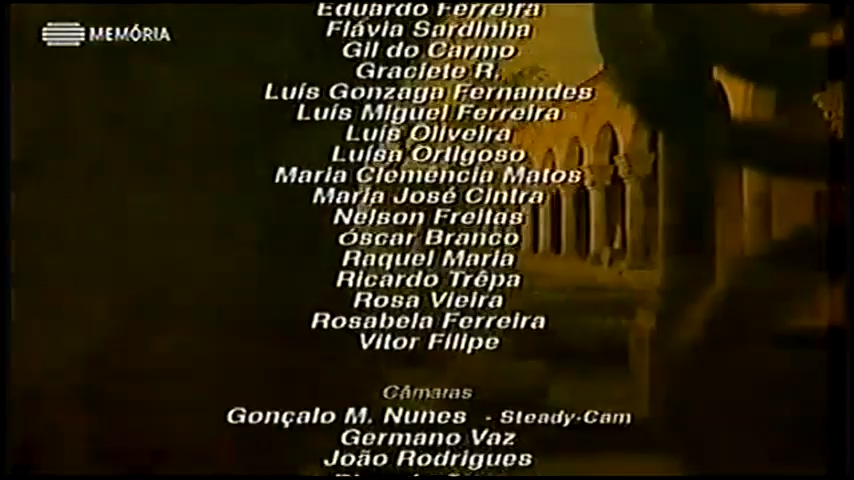 MEMÓRIA
Eduardo Ferreira
Flávia Sardinha
Gil do Carmo
Graciete R.
Luís Gonzaga Fernandes
Luís Miguel Ferreira
Luís Oliveira
Luísa Ortigoso
Maria Clemência Matos
Maria José Cintra
Nelson Freitas
Óscar Branco
Raquel Maria
Ricardo Trêpa
Rosa Vieira
Rosabela Ferreira
Vitor Filipe
Câmaras
Gonçalo M. Nunes - Steady-Cam
Germano Vaz
João Rodrigues